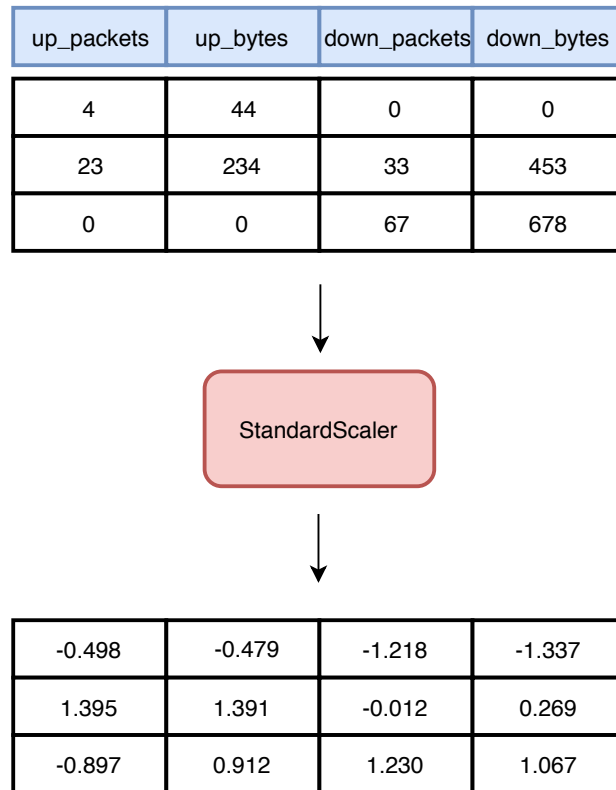 up_packets up_bytes down_packets down_bytes
4 44 0 0
23 234 33 453
0 0 67 678
StandardScaler
-0.498 -0.479 -1.218 -1.337
1.395 1.391 -0.012 0.269
-0.897 0.912 1.230 1.067